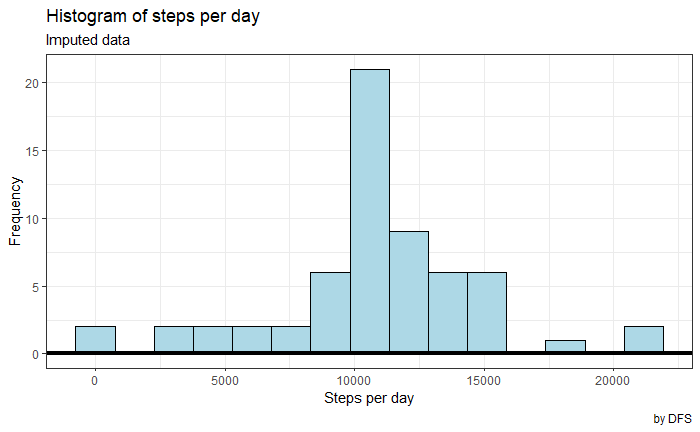 Histogram of steps per day
Imputed data
20
15
10
5
0
Frequency
0 5000 10000 15000 20000
Steps per day
by DFS